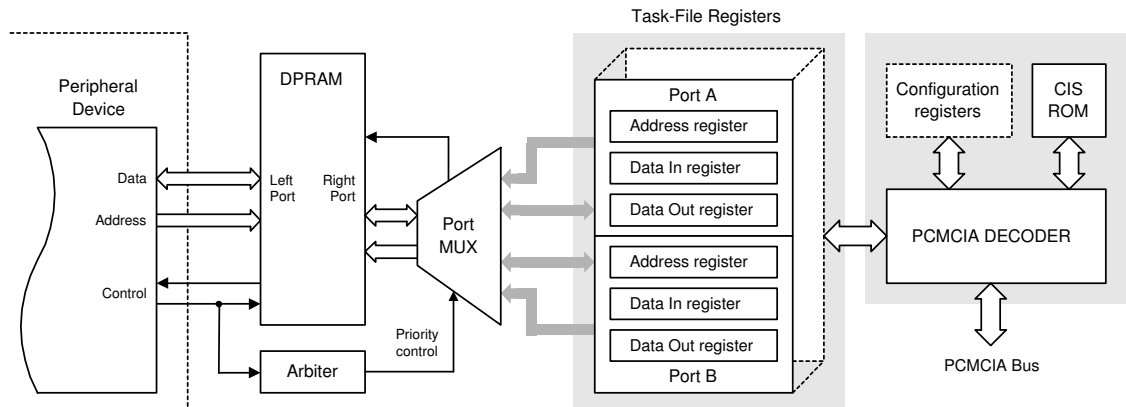 Task-File Registers
Peripheral
Device
DPRAM
Port A
Configuration
registers
CIS
ROM
Address register
Data In register
Data Out register
Data
Address
Control
Left
Port
Right
Port
Port
MUX
PCMCIA DECODER
Address register
Data In register
Data Out register
Port B
Priority
control
Arbiter
PCMCIA Bus